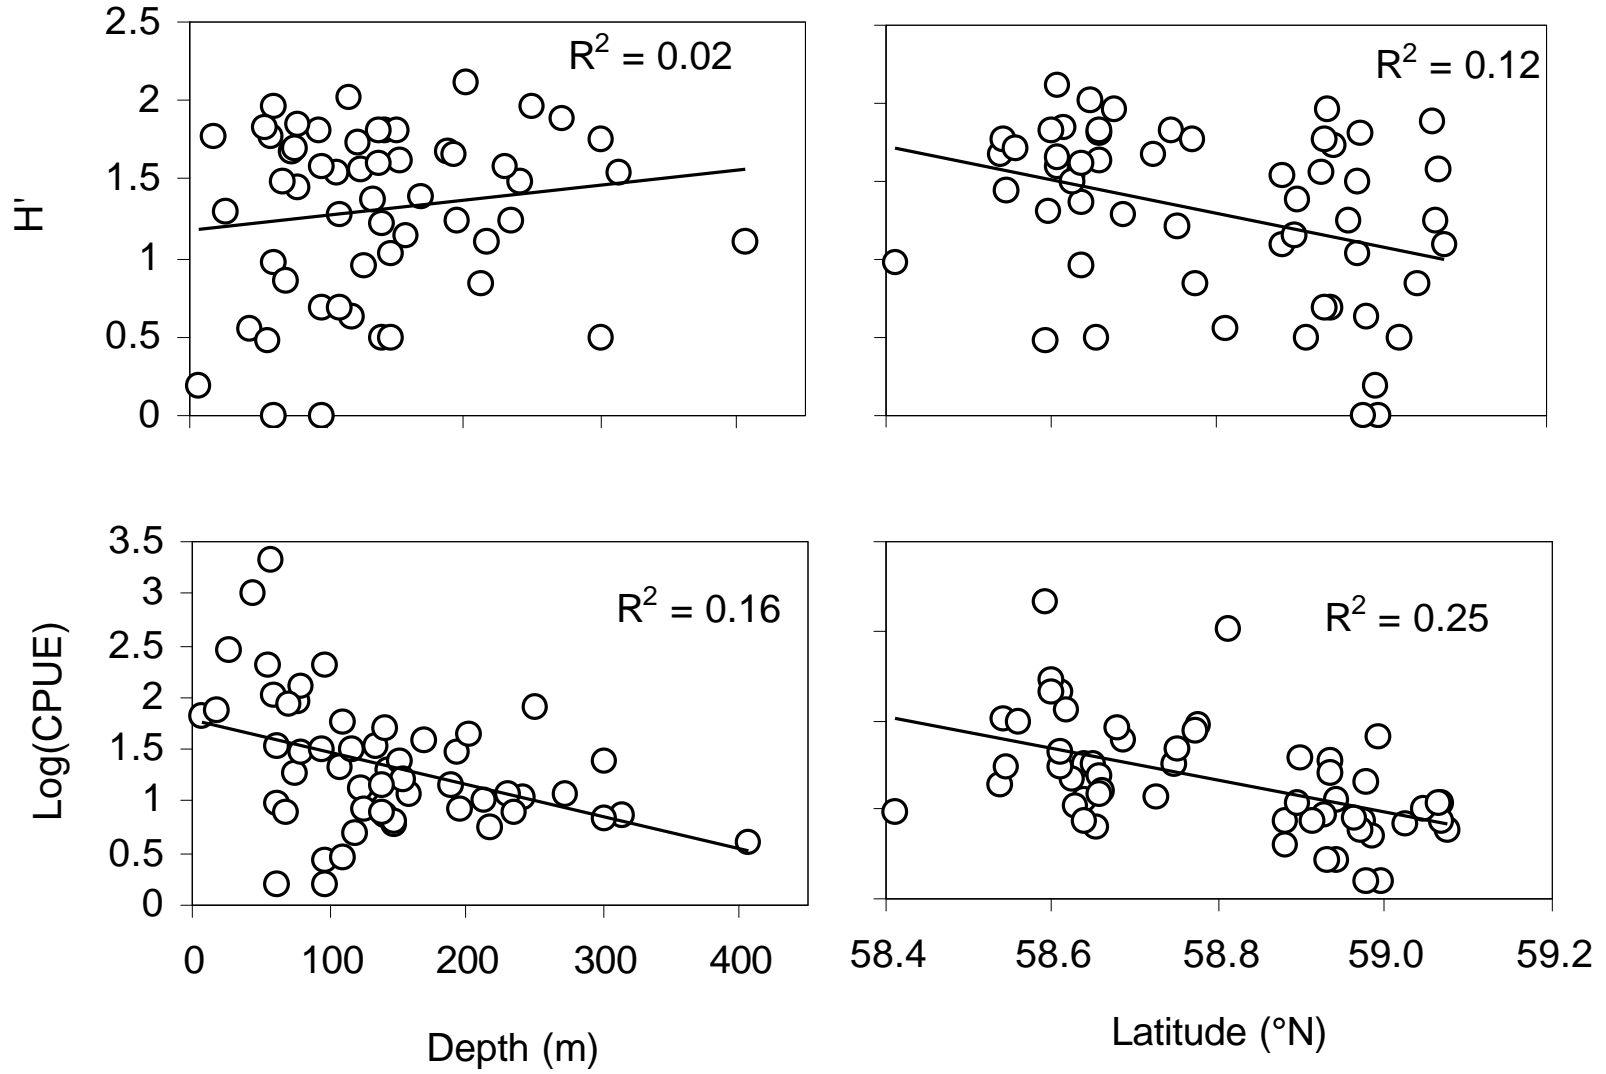 2.5
2
1.5
1
0.5
0
H'
R² = 0.02
R² = 0.12
3.5
3
2.5
2
1.5
1
0.5
0
Log(CPUE)
R² = 0.16
R² = 0.25
0 100 200 300 400
58.4 58.6 58.8 59.0 59.2
Depth (m)
Latitude (°N)